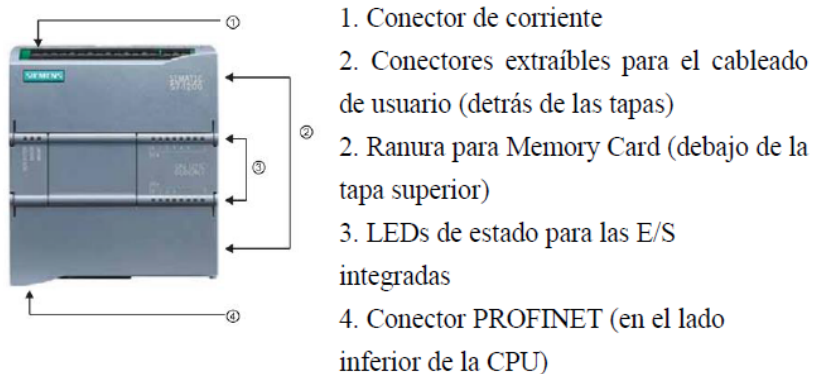 ①
SIEMENS
SIMATIC
S7-1200
②
③
④
1. Conector de corriente
2. Conectores extraíbles para el cableado
de usuario (detrás de las tapas)
2. Ranura para Memory Card (debajo de la
tapa superior)
3. LEDs de estado para las E/S
integradas
4. Conector PROFINET (en el lado
inferior de la CPU)